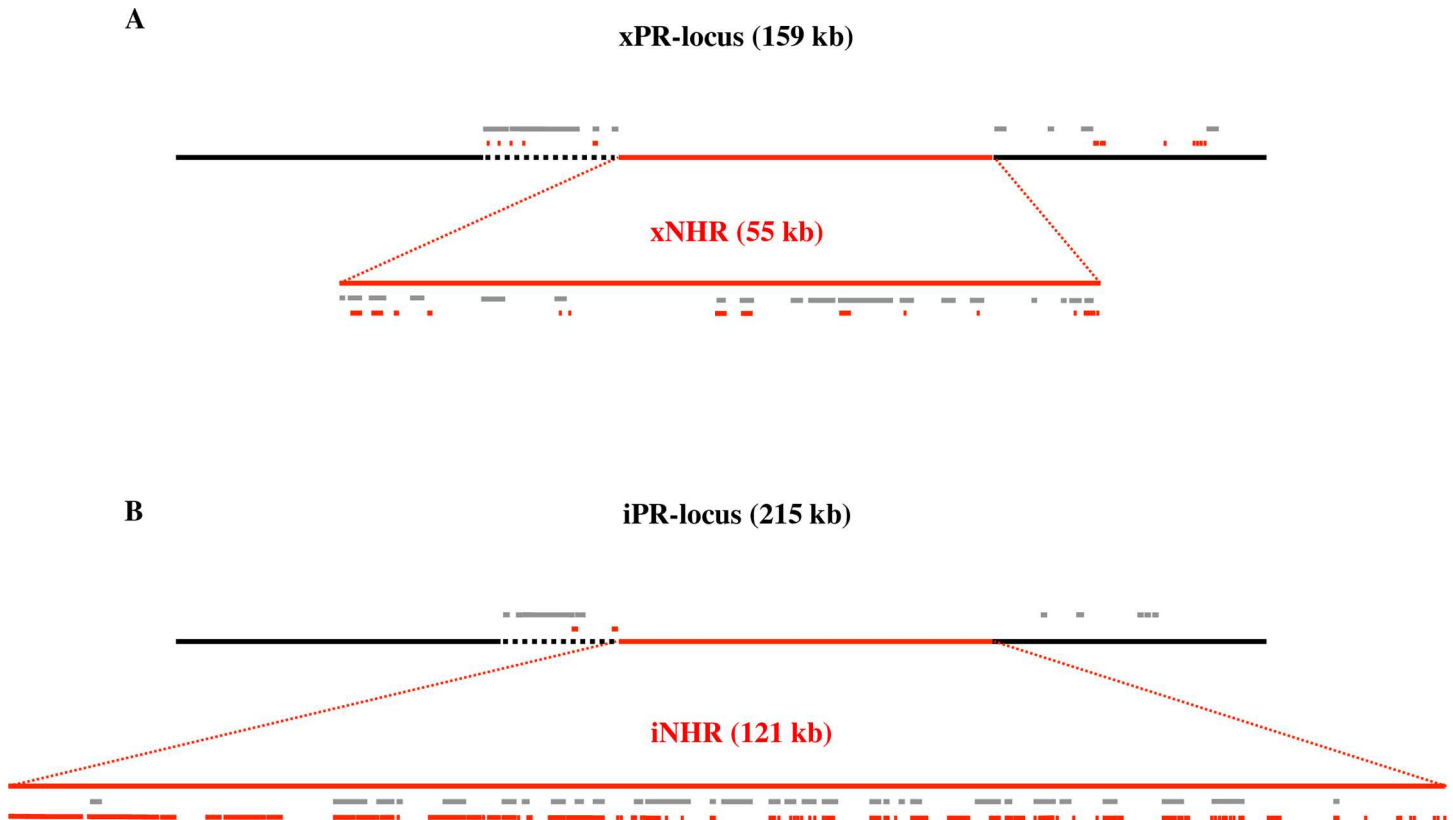 A
xPR-locus (159 kb)
xNHR (55 kb)
B
iPR-locus (215 kb)
iNHR (121 kb)